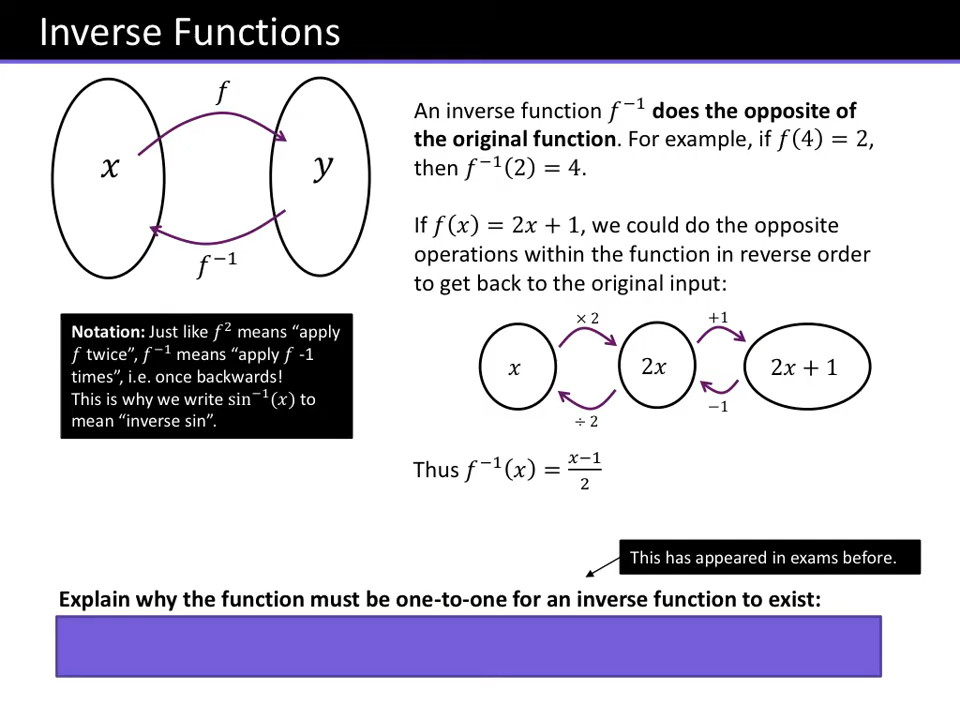 Inverse Functions
f
x
y
f⁻¹
An inverse function f⁻¹ does the opposite of
the original function. For example, if f(4) = 2,
then f⁻¹(2) = 4.
If f(x) = 2x + 1, we could do the opposite
operations within the function in reverse order
to get back to the original input:
Notation: Just like f² means “apply
f twice”, f⁻¹ means “apply f -1
times”, i.e. once backwards!
This is why we write sin⁻¹(x) to
mean “inverse sin”.
× 2
+1
x
2x
2x + 1
÷ 2
−1
Thus f⁻¹(x) = (x−1)/2
This has appeared in exams before.
Explain why the function must be one-to-one for an inverse function to exist: